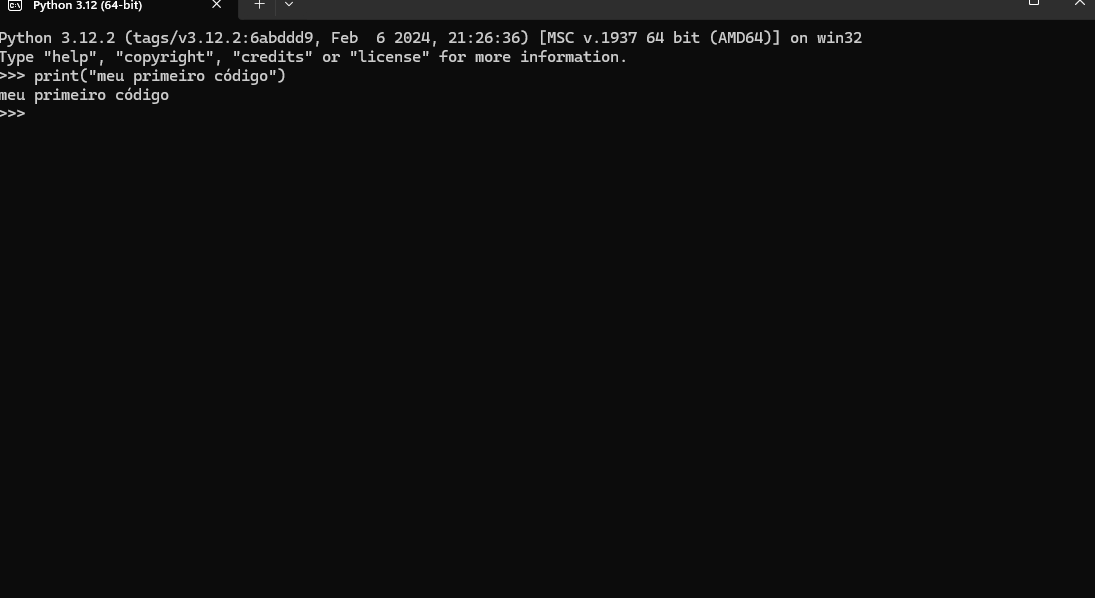 Python 3.12 (64-bit)
Python 3.12.2 (tags/v3.12.2:6abddd9, Feb  6 2024, 21:26:36) [MSC v.1937 64 bit (AMD64)] on win32
Type "help", "copyright", "credits" or "license" for more information.
>>> print("meu primeiro código")
meu primeiro código
>>>